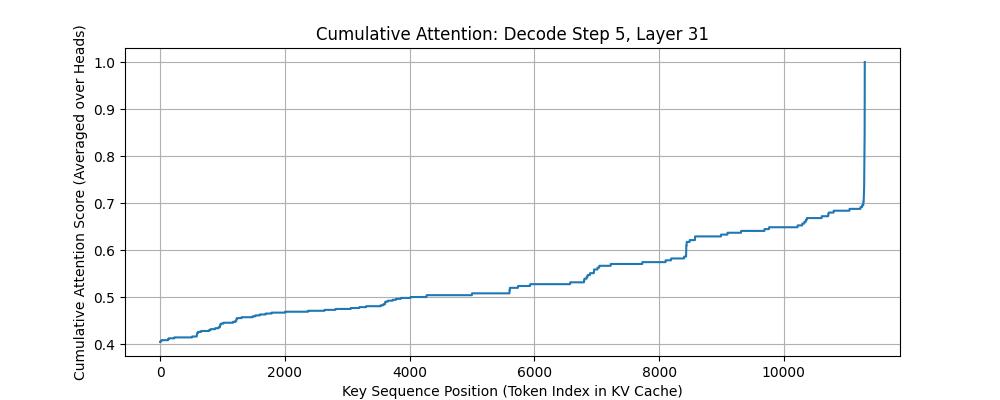 Cumulative Attention: Decode Step 5, Layer 31
Cumulative Attention Score (Averaged over Heads)
1.0
0.9
0.8
0.7
0.6
0.5
0.4
0 2000 4000 6000 8000 10000
Key Sequence Position (Token Index in KV Cache)